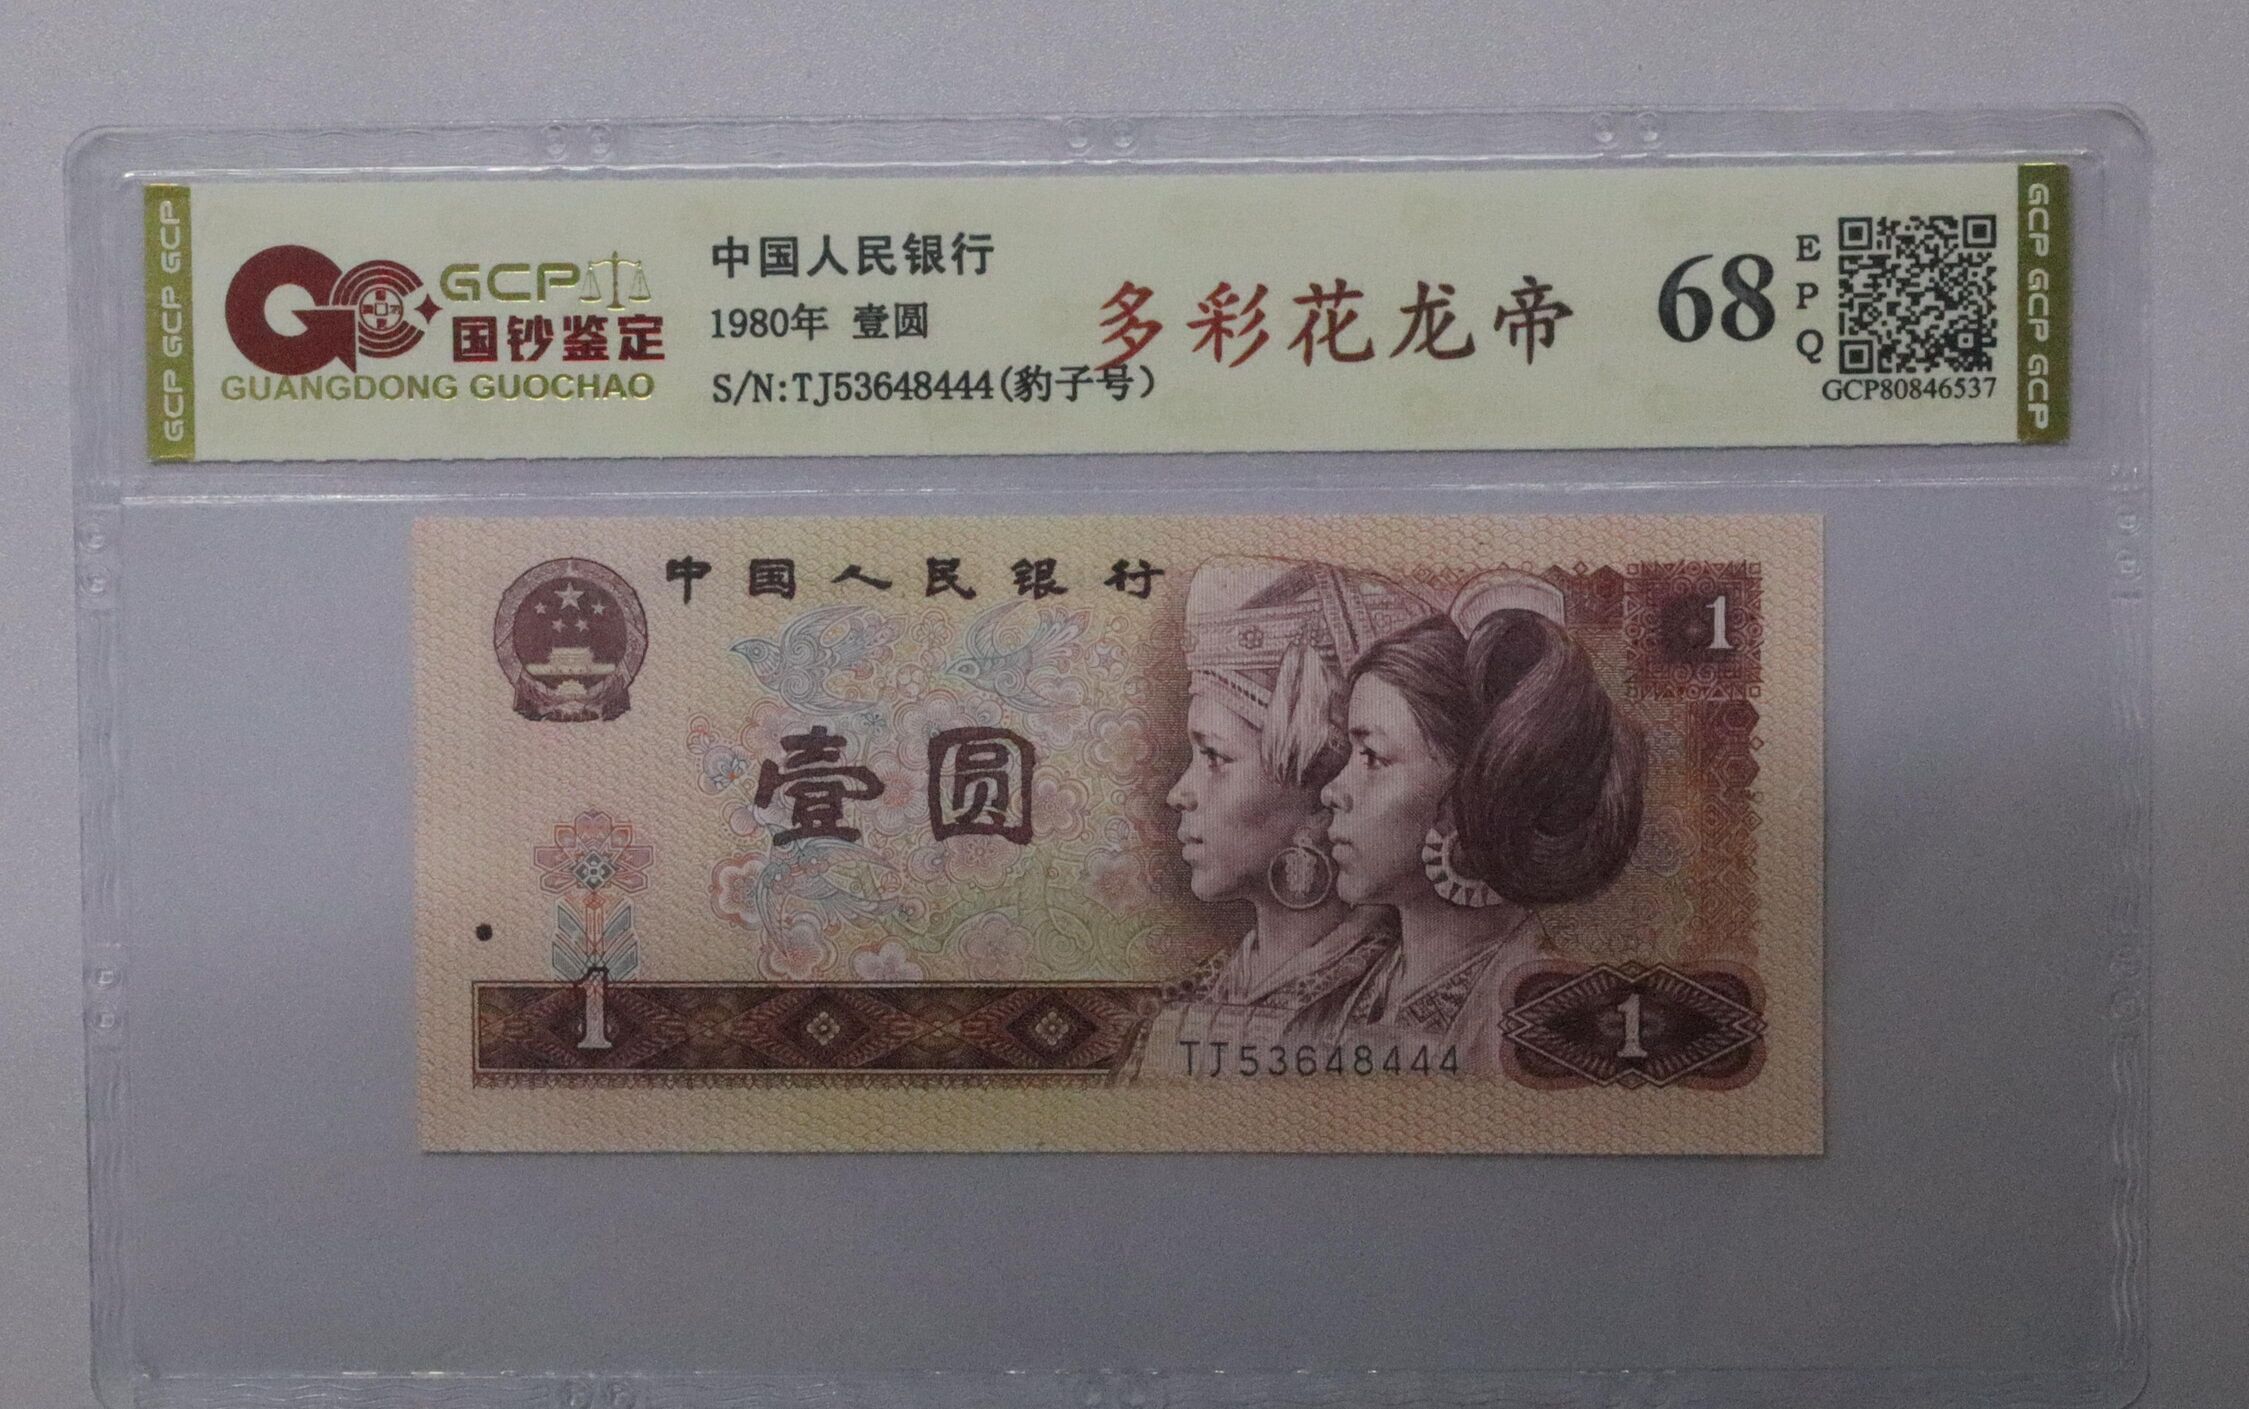 GCP GCP GCP
GCP
国钞鉴定
GUANGDONG GUOCHAO
中国人民银行
1980年 壹圆
S/N:TJ53648444(豹子号)
多彩花龙帝
68
EPQ
GCP80846537
GCP GCP GCP
中国人民银行
1
壹圆
1
TJ53648444
1